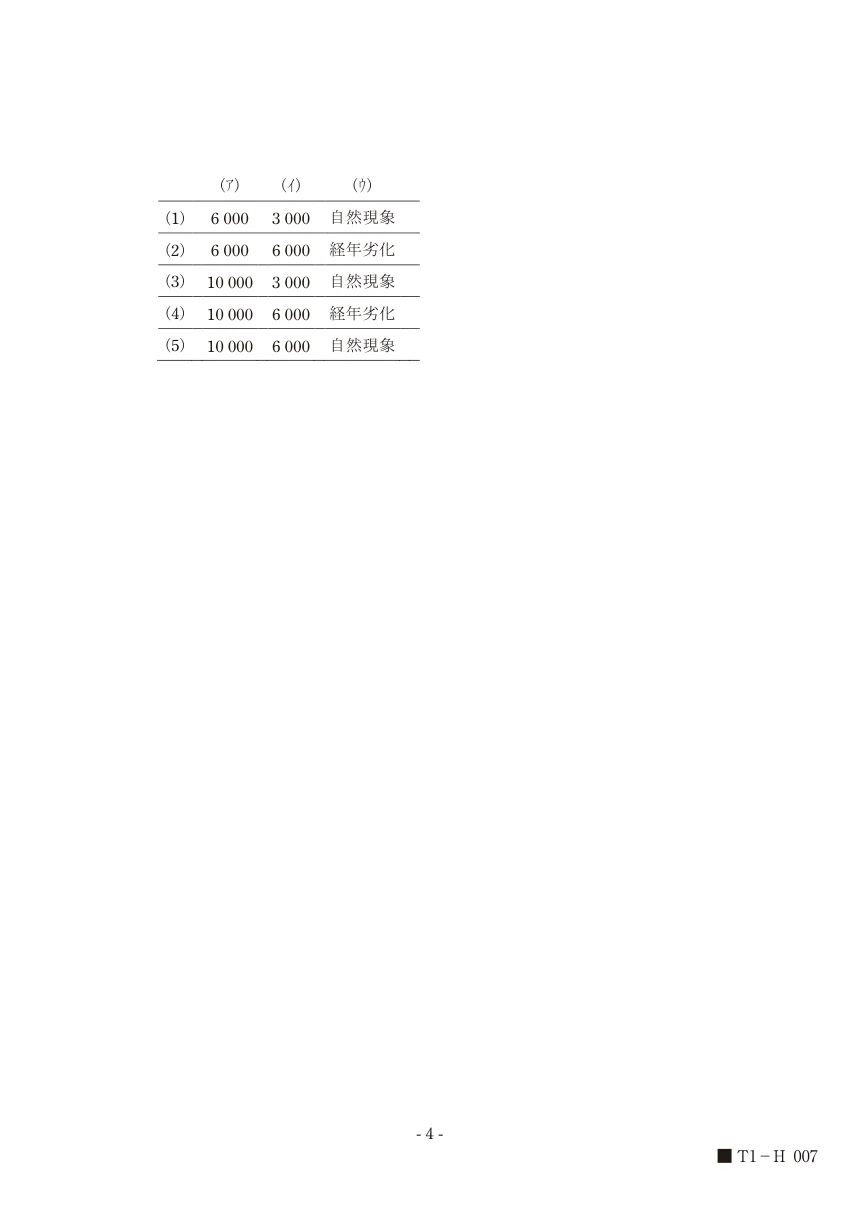 (ア) (イ) (ウ)
(1) 6 000 3 000 自然現象
(2) 6 000 6 000 経年劣化
(3) 10 000 3 000 自然現象
(4) 10 000 6 000 経年劣化
(5) 10 000 6 000 自然現象
- 4 -
■ T1－H 007